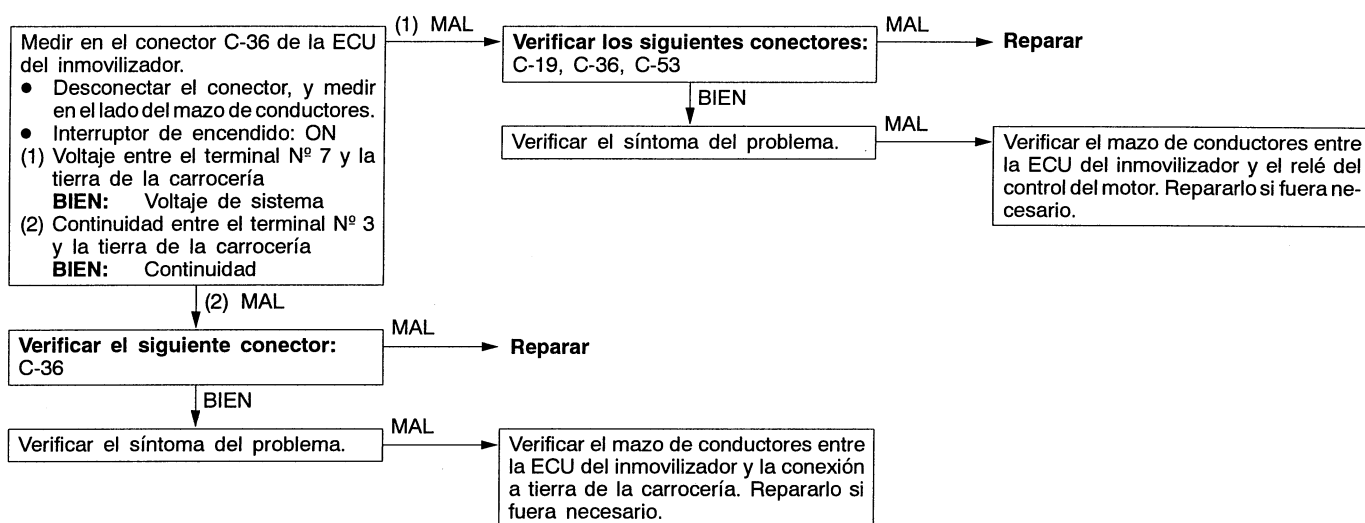 Medir en el conector C-36 de la ECU
del inmovilizador.
● Desconectar el conector, y medir
en el lado del mazo de conductores.
● Interruptor de encendido: ON
(1) Voltaje entre el terminal Nº 7 y la
tierra de la carrocería
BIEN: Voltaje de sistema
(2) Continuidad entre el terminal Nº 3
y la tierra de la carrocería
BIEN: Continuidad
(1) MAL
Verificar los siguientes conectores:
C-19, C-36, C-53
MAL
Reparar
BIEN
Verificar el síntoma del problema.
MAL
Verificar el mazo de conductores entre
la ECU del inmovilizador y el relé del
control del motor. Repararlo si fuera ne-
cesario.
(2) MAL
Verificar el siguiente conector:
C-36
MAL
Reparar
BIEN
Verificar el síntoma del problema.
MAL
Verificar el mazo de conductores entre
la ECU del inmovilizador y la conexión
a tierra de la carrocería. Repararlo si
fuera necesario.